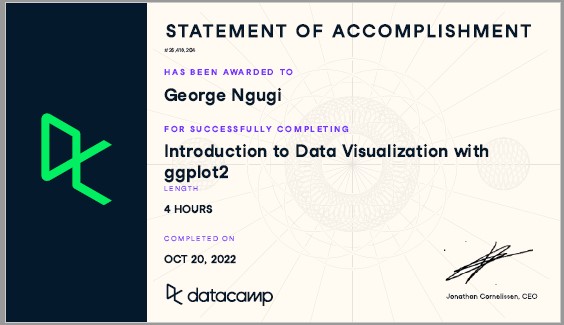 STATEMENT OF ACCOMPLISHMENT
HAS BEEN AWARDED TO
George Ngugi
FOR SUCCESSFULLY COMPLETING
Introduction to Data Visualization with
ggplot2
LENGTH
4 HOURS
COMPLETED ON
OCT 20, 2022
datacamp
Jonathan Cornelissen, CEO